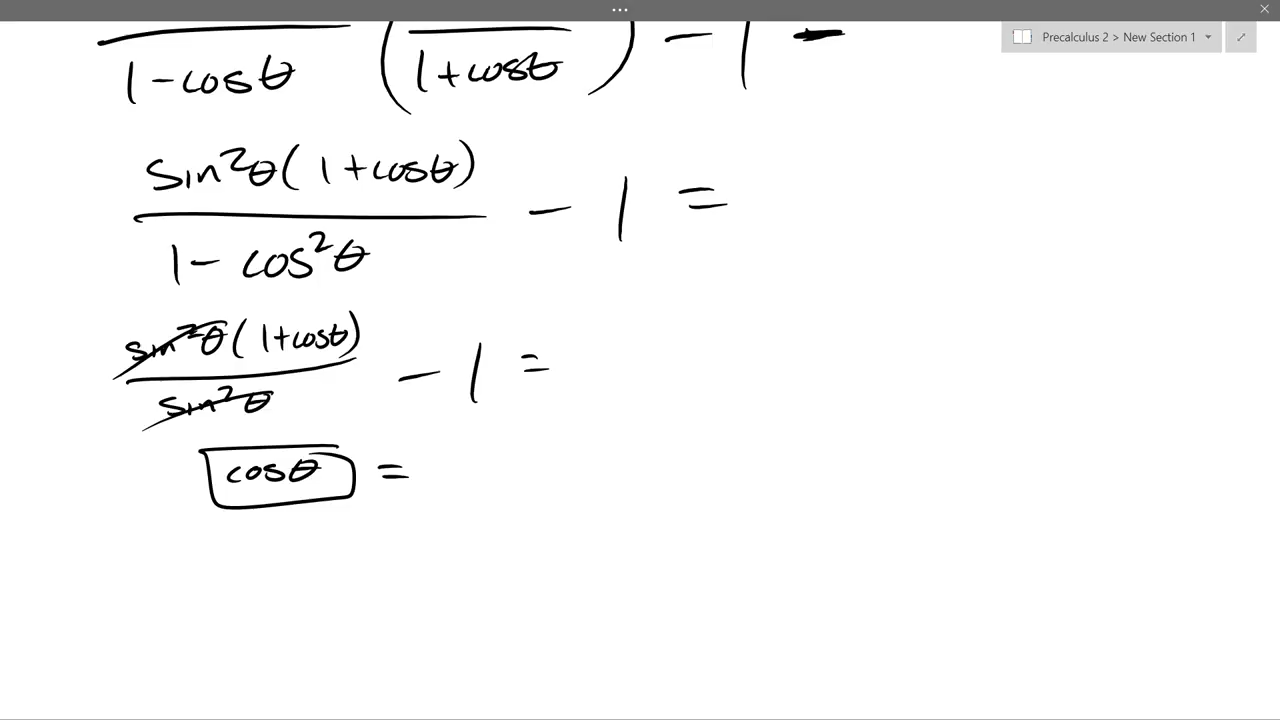 Precalculus 2 > New Section 1
1-cosθ (1+cosθ) - 1 -
sin²θ(1+cosθ)
1-cos²θ - 1 =
sin²θ(1+cosθ)
sin²θ - 1 =
cosθ =